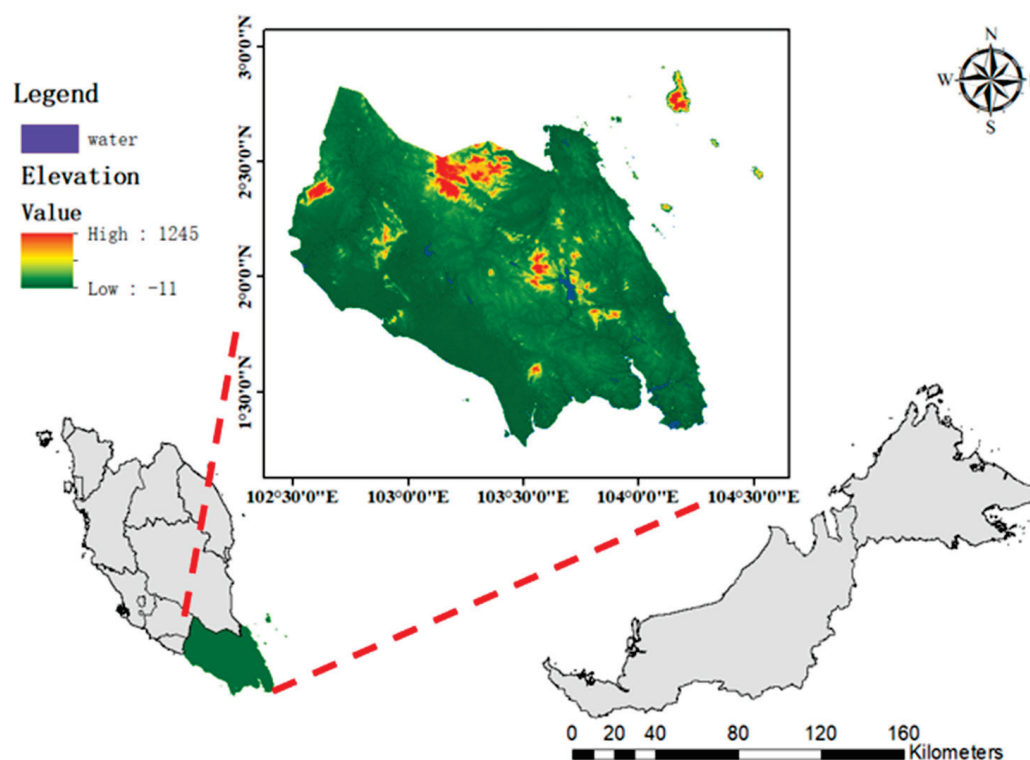 Legend
water
Elevation
Value
High : 1245
Low : -11
3°0'0"N
2°30'0"N
2°0'0"N
1°30'0"N
102°30'0"E
103°0'0"E
103°30'0"E
104°0'0"E
104°30'0"E
N
W
S
0 20 40 80 120 160
Kilometers